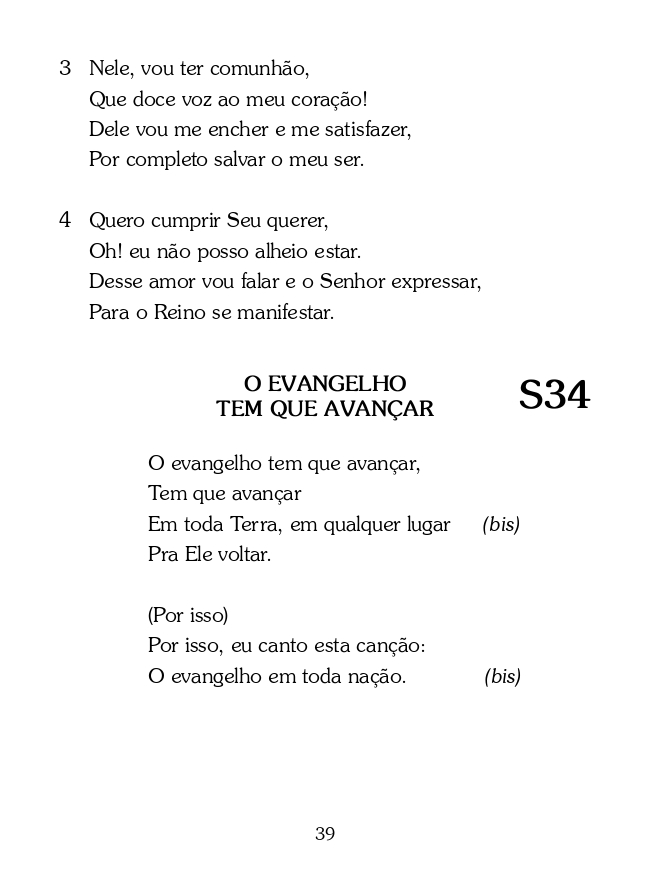 3 Nele, vou ter comunhão,
Que doce voz ao meu coração!
Dele vou me encher e me satisfazer,
Por completo salvar o meu ser.
4 Quero cumprir Seu querer,
Oh! eu não posso alheio estar.
Desse amor vou falar e o Senhor expressar,
Para o Reino se manifestar.
O EVANGELHO
TEM QUE AVANÇAR
S34
O evangelho tem que avançar,
Tem que avançar
Em toda Terra, em qualquer lugar (bis)
Pra Ele voltar.
(Por isso)
Por isso, eu canto esta canção:
O evangelho em toda nação. (bis)
39